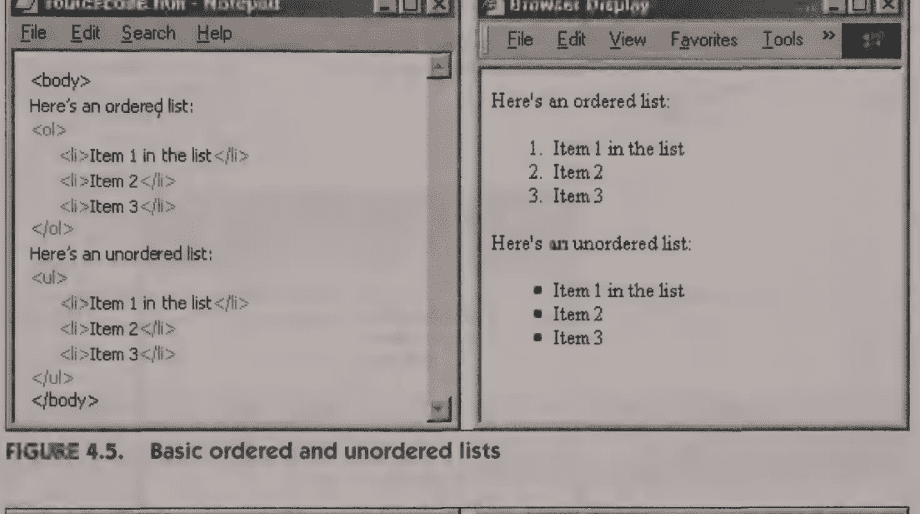 sourcecode.htm - Notepad
File Edit Search Help
<body>
Here's an ordered list:
<ol>
<li>Item 1 in the list</li>
<li>Item 2</li>
<li>Item 3</li>
</ol>
Here's an unordered list:
<ul>
<li>Item 1 in the list</li>
<li>Item 2</li>
<li>Item 3</li>
</ul>
</body>
Browser Display
File Edit View Favorites Tools »
Here's an ordered list:
1. Item 1 in the list
2. Item 2
3. Item 3
Here's an unordered list:
• Item 1 in the list
• Item 2
• Item 3
FIGURE 4.5. Basic ordered and unordered lists